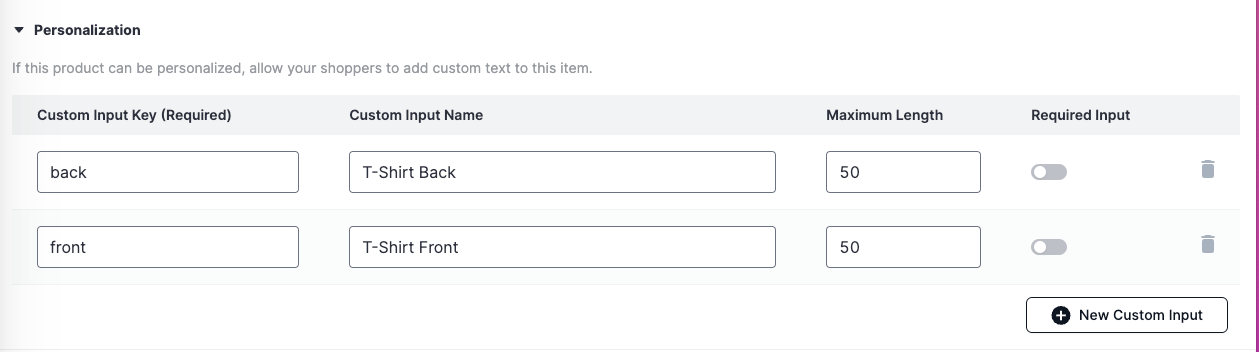 Personalization
If this product can be personalized, allow your shoppers to add custom text to this item.
Custom Input Key (Required) Custom Input Name Maximum Length Required Input
back T-Shirt Back 50
front T-Shirt Front 50
New Custom Input